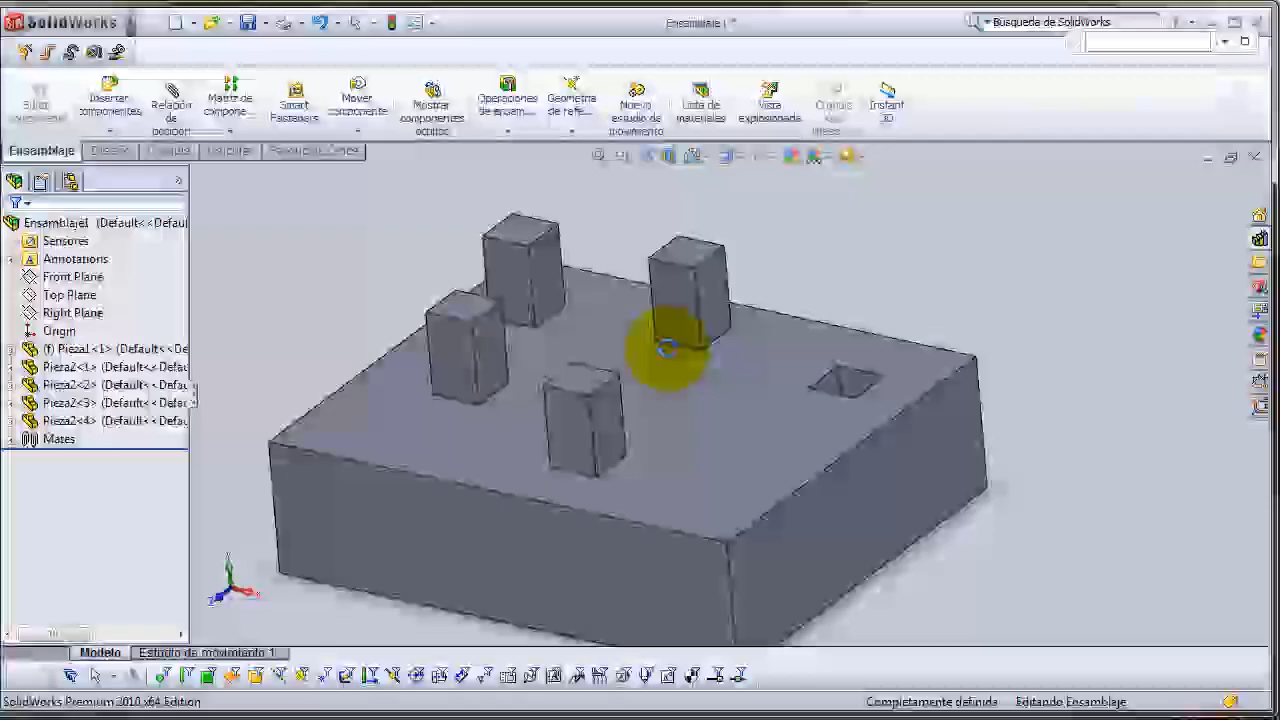 SolidWorks
Ensamblaje1 *
Búsqueda de SolidWorks
Insertar componentes
Relación de posición
Matriz de compone...
Smart Fasteners
Mover componente
Mostrar componentes ocultos
Operaciones de ensam...
Geometría de refe...
Nuevo estudio de movimiento
Lista de materiales
Vista explosionada
Instant 3D
Ensamblaje
Ensamblaje1 (Default<<Defaul
Sensores
Annotations
Front Plane
Top Plane
Right Plane
Origin
(f) Pieza1<1> (Default<<De
Pieza2<1> (Default<<Defau
Pieza2<2> (Default<<Defau
Pieza2<3> (Default<<Defau
Pieza2<4> (Default<<Defau
Mates
Modelo
Estudio de movimiento 1
SolidWorks Premium 2010 x64 Edition
Completamente definida
Editando Ensamblaje